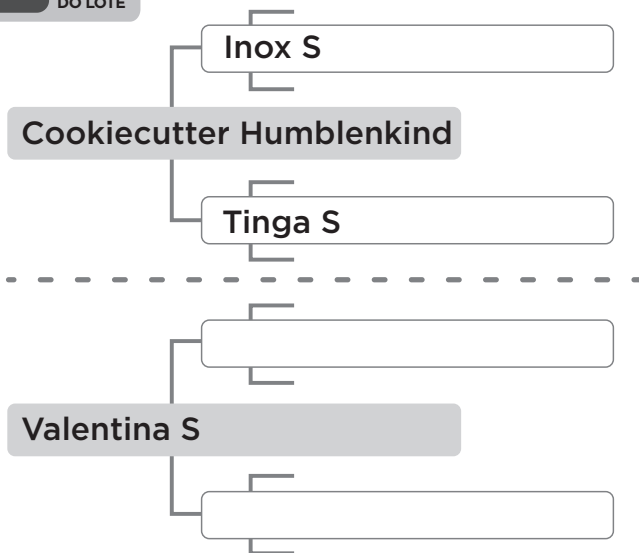 DO LOTE
Inox S
Cookiecutter Humblenkind
Tinga S
Valentina S